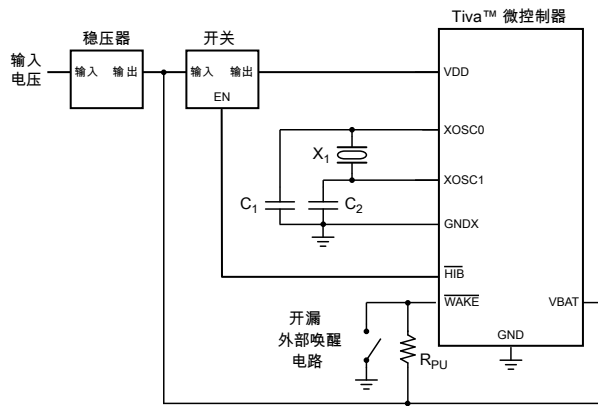 Tiva™ 微控制器
稳压器
开关
输入
电压
输入 输出
输入 输出
EN
VDD
XOSC0
X1
XOSC1
C1
C2
GNDX
HIB
WAKE
VBAT
开漏
外部唤醒
电路
RPU
GND